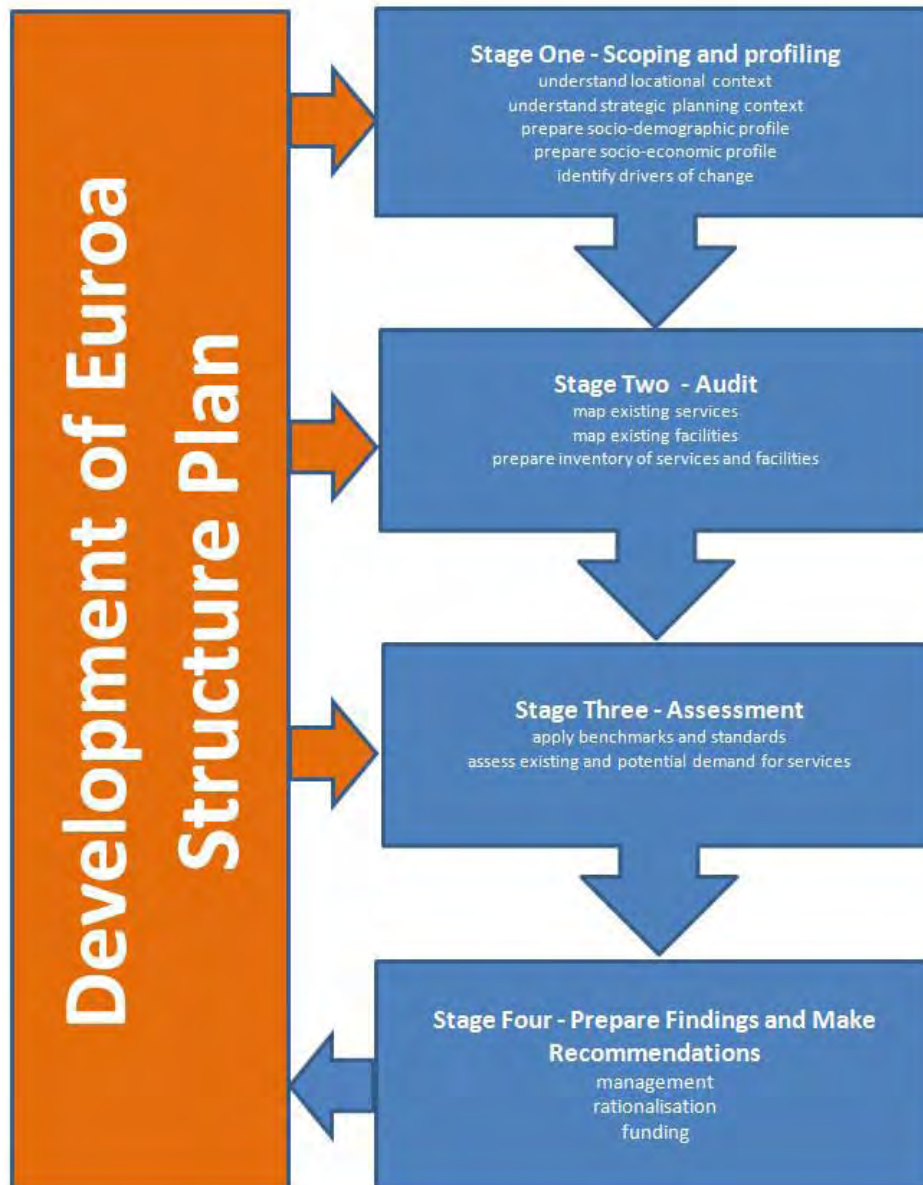 Development of Euroa
Structure Plan
Stage One - Scoping and profiling
understand locational context
understand strategic planning context
prepare socio-demographic profile
prepare socio-economic profile
identify drivers of change
Stage Two - Audit
map existing services
map existing facilities
prepare inventory of services and facilities
Stage Three - Assessment
apply benchmarks and standards
assess existing and potential demand for services
Stage Four - Prepare Findings and Make
Recommendations
management
rationalisation
funding